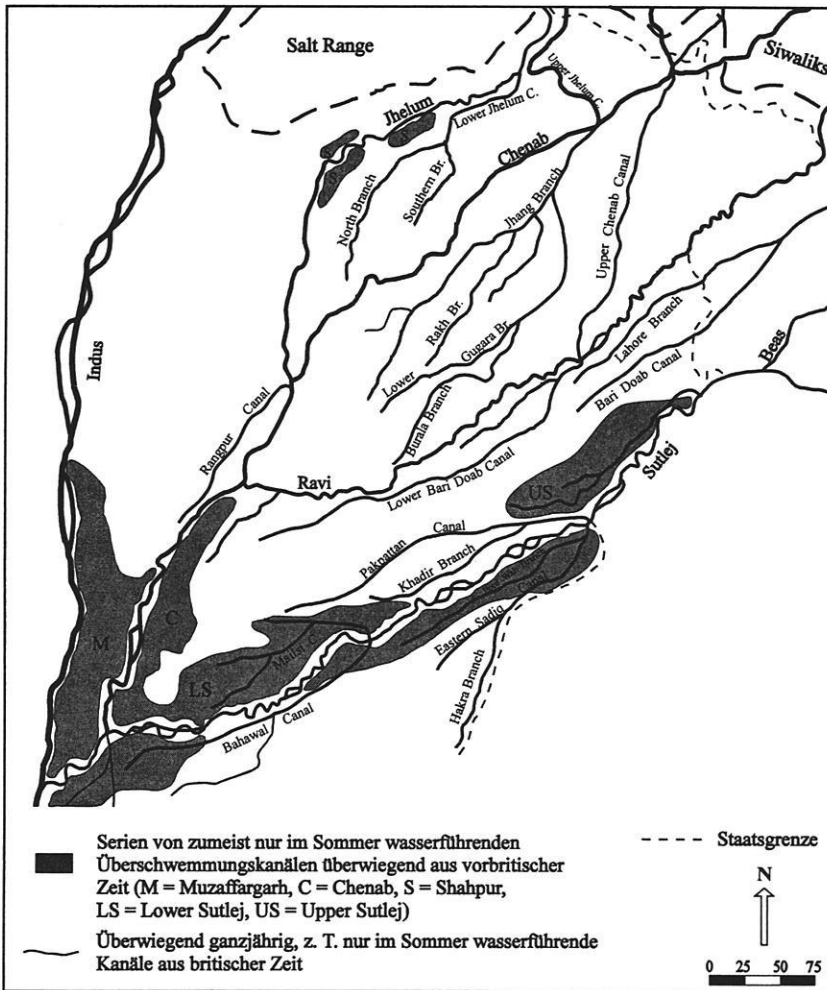 Salt Range
Siwaliks
Upper Jhelum C.
Jhelum
Lower Jhelum C.
Chenab
S
S
North Branch
Southern Br.
Jhang Branch
Upper Chenab Canal
Rakh Br.
Gugara Br.
Lower
Lahore Branch
Indus
Beas
Burala Branch
Bari Doab Canal
Rangpur Canal
Sutlej
Ravi
Lower Bari Doab Canal
US
Pakpattan Canal
Khadir Branch
C
M
Canal
Eastern Sadiq
LS
Hakra Branch
Bahawal Canal
Serien von zumeist nur im Sommer wasserführenden
Überschwemmungskanälen überwiegend aus vorbritischer
Zeit (M = Muzaffargarh, C = Chenab, S = Shahpur,
LS = Lower Sutlej, US = Upper Sutlej)
Überwiegend ganzjährig, z. T. nur im Sommer wasserführende
Kanäle aus britischer Zeit
Staatsgrenze
N
0 25 50 75